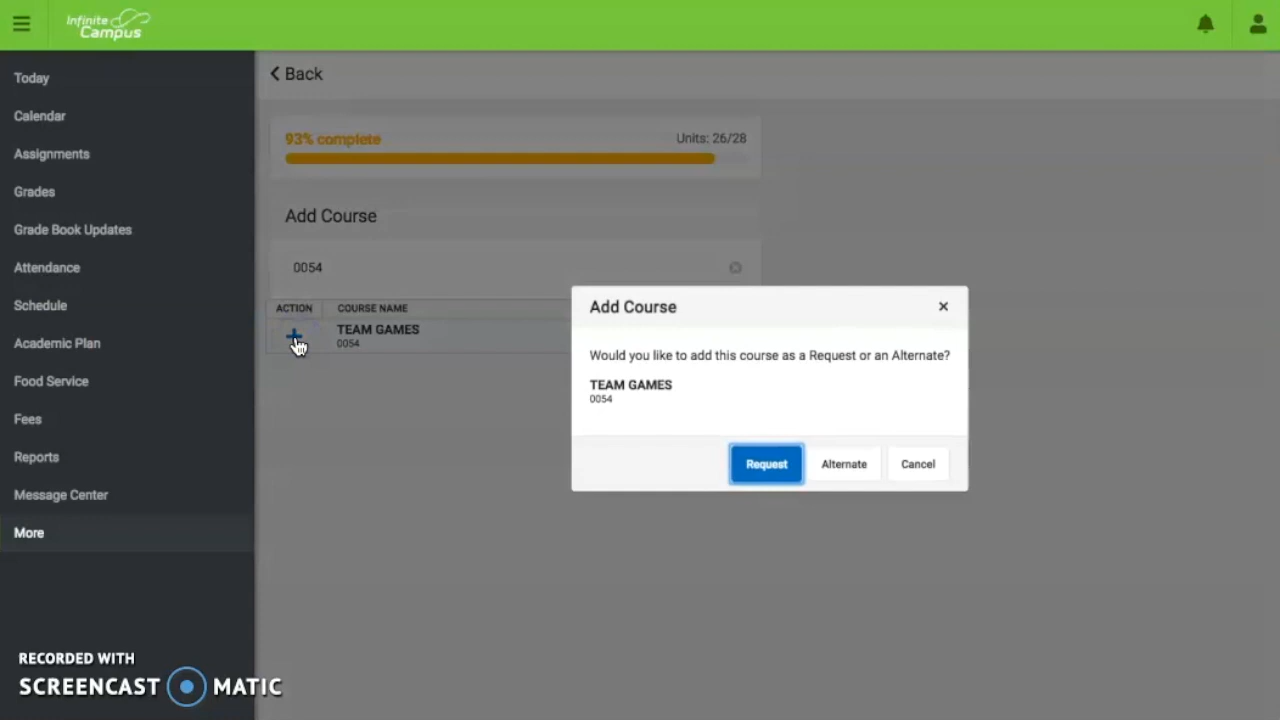 Infinite
Campus
Today
Calendar
Assignments
Grades
Grade Book Updates
Attendance
Schedule
Academic Plan
Food Service
Fees
Reports
Message Center
More
Back
93% complete
Units: 26/28
Add Course
0054
ACTION COURSE NAME
TEAM GAMES
0054
Add Course
Would you like to add this course as a Request or an Alternate?
TEAM GAMES
0054
Request Alternate Cancel
RECORDED WITH
SCREENCAST MATIC